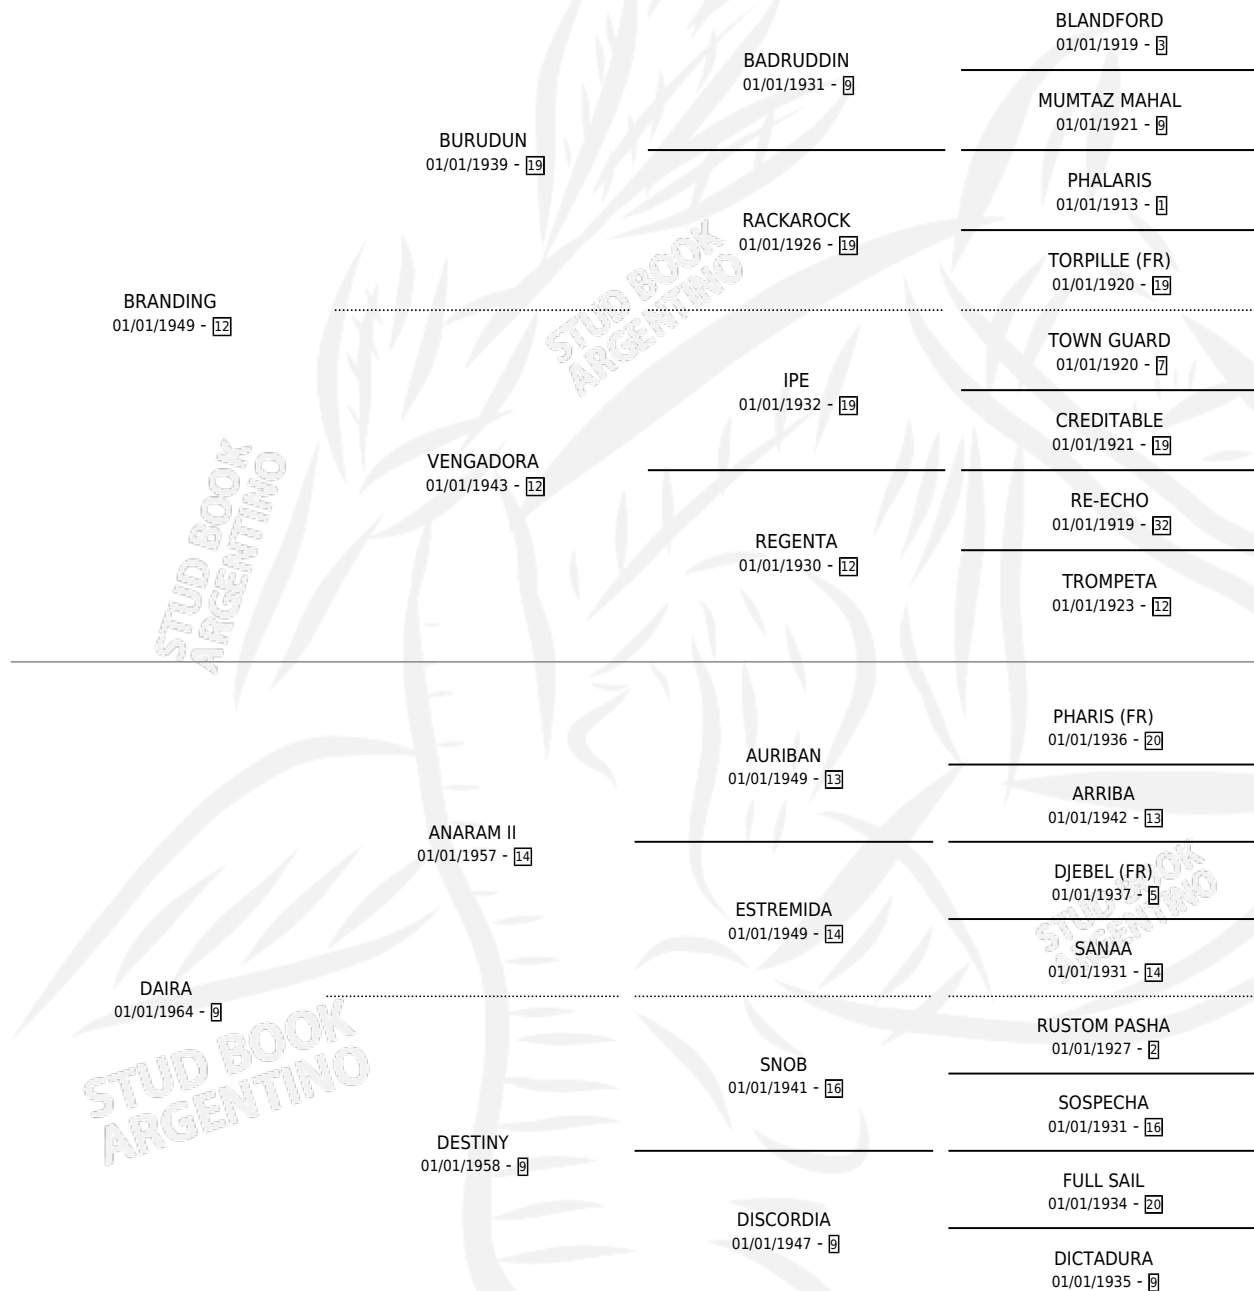 BLANDFORD
01/01/1919 - 3
BADRUDDIN
01/01/1931 - 9
MUMTAZ MAHAL
01/01/1921 - 9
BURUDUN
01/01/1939 - 19
PHALARIS
01/01/1913 - 1
RACKAROCK
01/01/1926 - 19
TORPILLE (FR)
01/01/1920 - 19
BRANDING
01/01/1949 - 12
TOWN GUARD
01/01/1920 - 7
IPE
01/01/1932 - 19
CREDITABLE
01/01/1921 - 19
VENGADORA
01/01/1943 - 12
RE-ECHO
01/01/1919 - 32
REGENTA
01/01/1930 - 12
TROMPETA
01/01/1923 - 12
PHARIS (FR)
01/01/1936 - 20
AURIBAN
01/01/1949 - 13
ARRIBA
01/01/1942 - 13
ANARAM II
01/01/1957 - 14
DJEBEL (FR)
01/01/1937 - 5
ESTREMIDA
01/01/1949 - 14
SANAA
01/01/1931 - 14
DAIRA
01/01/1964 - 9
RUSTOM PASHA
01/01/1927 - 2
SNOB
01/01/1941 - 16
SOSPECHA
01/01/1931 - 16
DESTINY
01/01/1958 - 9
FULL SAIL
01/01/1934 - 20
DISCORDIA
01/01/1947 - 9
DICTADURA
01/01/1935 - 9
STUD BOOK
ARGENTINO
STUD BOOK
ARGENTINO
STUD BOOK
ARGENTINO
STUD BOOK
ARGENTINO